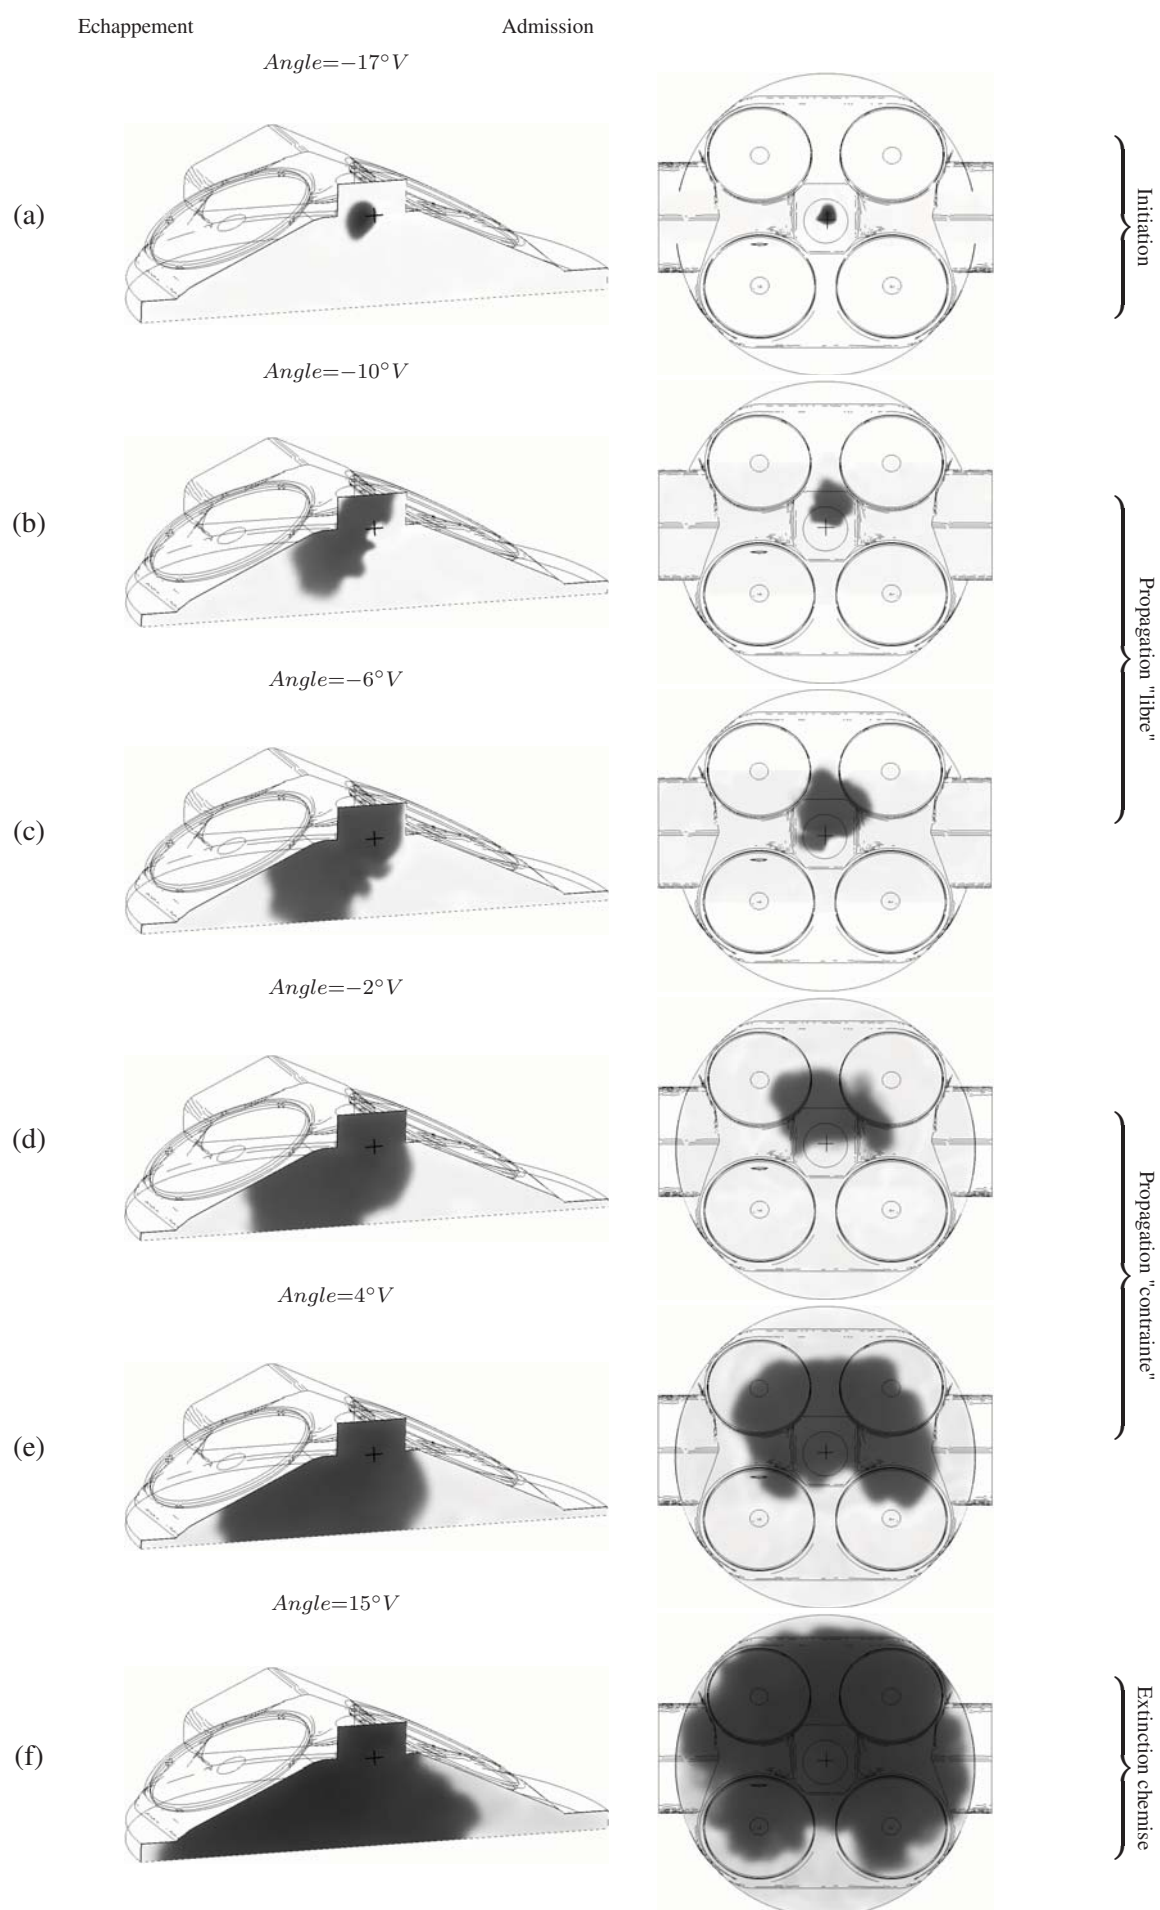 Echappement Admission
Angle=−17°V
(a)
Initiation
Angle=−10°V
(b)
Propagation "libre"
Angle=−6°V
(c)
Angle=−2°V
(d)
Propagation "contrainte"
Angle=4°V
(e)
Angle=15°V
(f)
Extinction chemise